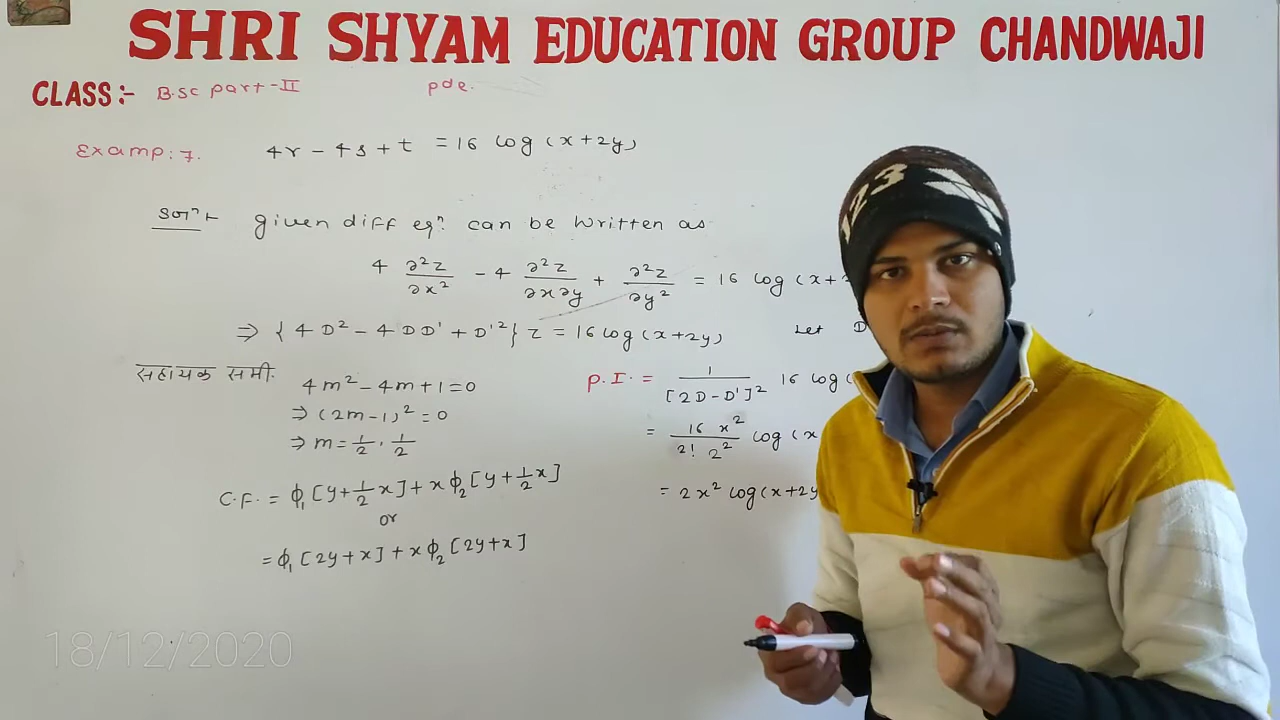 SHRI SHYAM EDUCATION GROUP CHANDWAJI
CLASS:- B.SC part-II pde.
Examp: 7. 4r - 4s + t = 16 log (x+2y)
Soln:- given diff eqn. can be written as
4 ∂²z/∂x² - 4 ∂²z/∂x∂y + ∂²z/∂y² = 16 log (x+
⇒ { 4D² - 4DD' + D'² } z = 16 log (x+2y) Let D
सहायक समी. 4m² - 4m + 1 = 0
⇒ (2m-1)² = 0
⇒ m = 1/2, 1/2
C.F. = ϕ₁ [y + 1/2 x] + x ϕ₂ [y + 1/2 x]
or
= ϕ₁ [2y+x] + x ϕ₂ [2y+x]
P.I. = 1/[2D-D']² 16 log (
= 16 x²/2! 2² log (x
= 2x² log (x+2y
18/12/2020
123